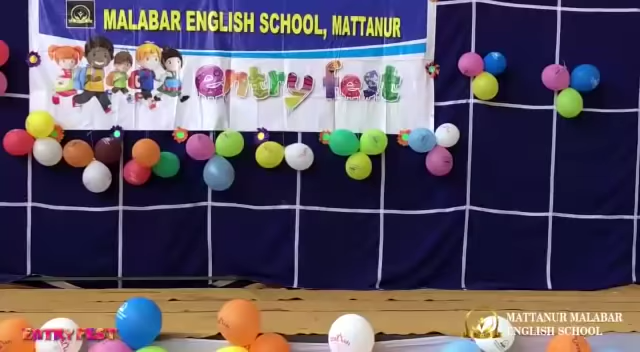 MALABAR ENGLISH SCHOOL, MATTANUR
entry fest
ENTRY FEST
MATTANUR MALABAR
ENGLISH SCHOOL